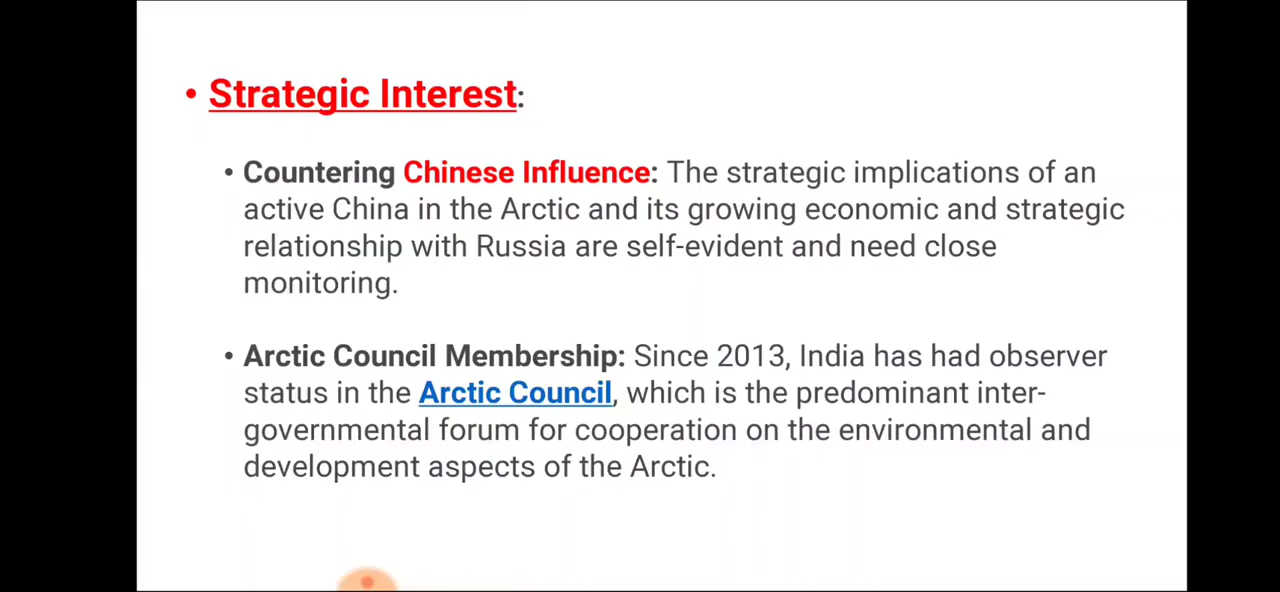 • Strategic Interest:
• Countering Chinese Influence: The strategic implications of an
active China in the Arctic and its growing economic and strategic
relationship with Russia are self-evident and need close
monitoring.
• Arctic Council Membership: Since 2013, India has had observer
status in the Arctic Council, which is the predominant inter-
governmental forum for cooperation on the environmental and
development aspects of the Arctic.